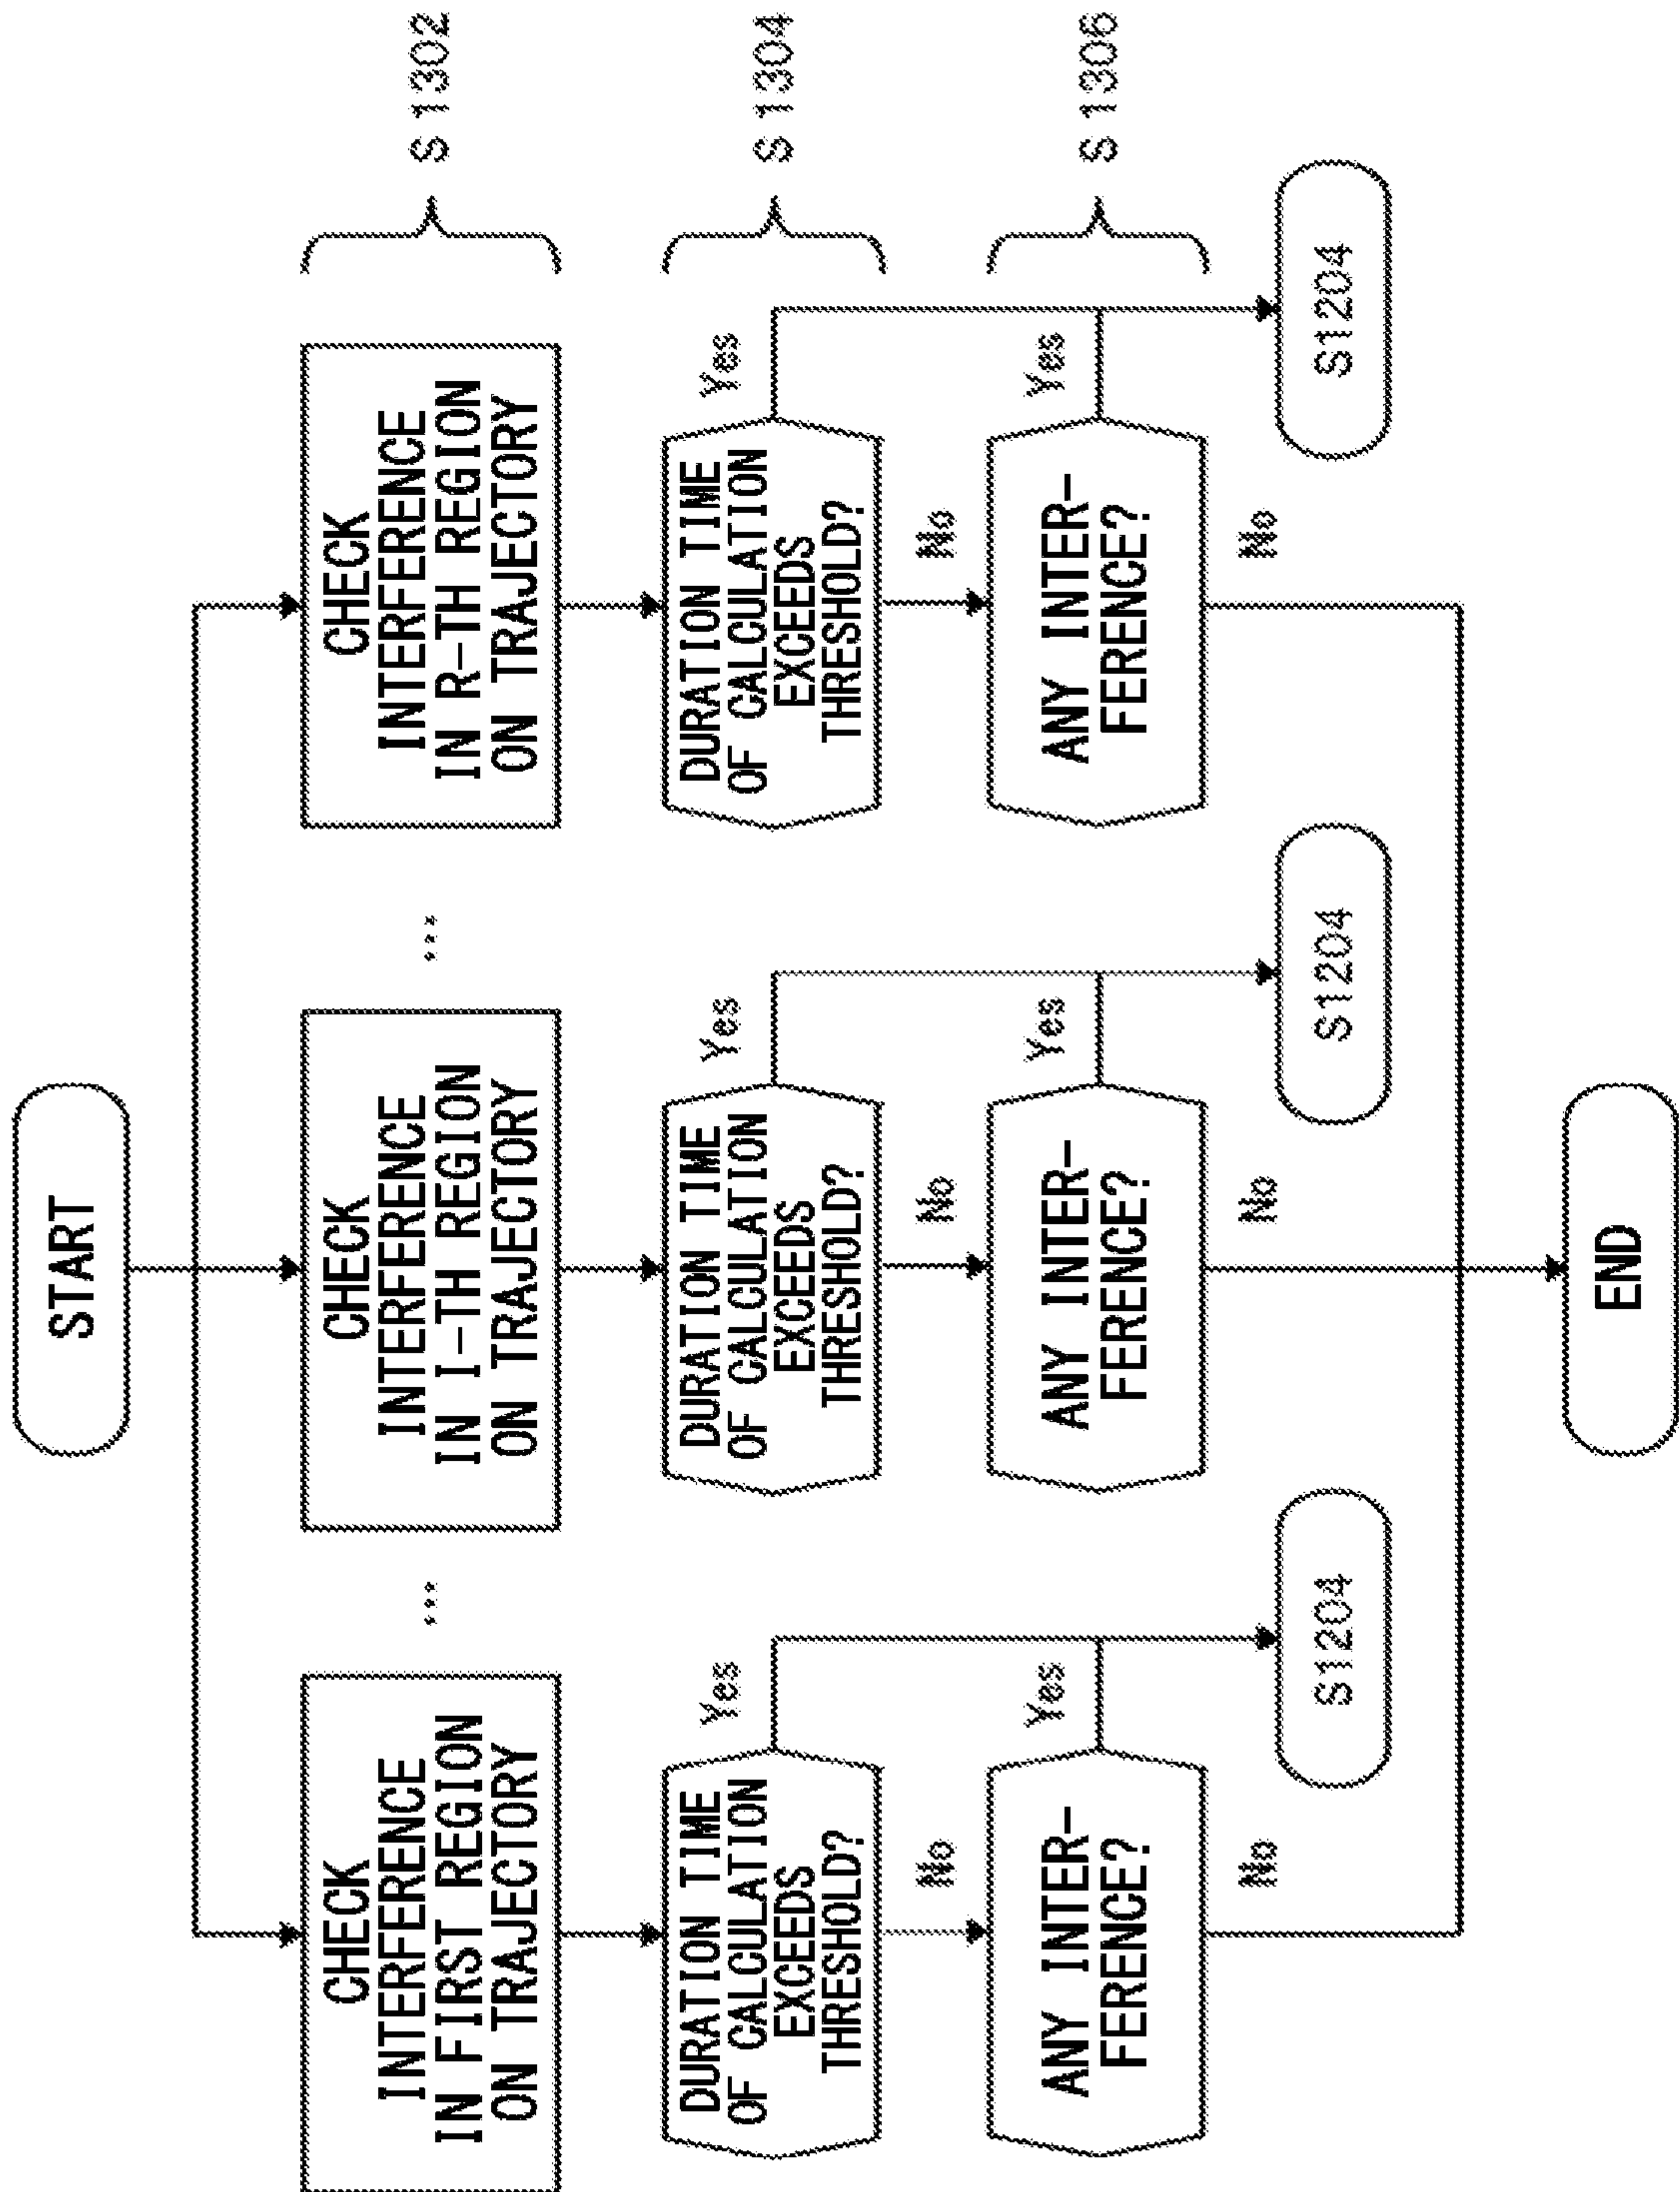 START
CHECK
INTERFERENCE
IN FIRST REGION
ON TRAJECTORY
...
CHECK
INTERFERENCE
IN I-TH REGION
ON TRAJECTORY
...
CHECK
INTERFERENCE
IN R-TH REGION
ON TRAJECTORY
S 1302
DURATION TIME
OF CALCULATION
EXCEEDS
THRESHOLD?
Yes
No
DURATION TIME
OF CALCULATION
EXCEEDS
THRESHOLD?
Yes
No
DURATION TIME
OF CALCULATION
EXCEEDS
THRESHOLD?
Yes
No
S 1304
ANY INTER-
FERENCE?
Yes
No
ANY INTER-
FERENCE?
Yes
No
ANY INTER-
FERENCE?
Yes
No
S 1306
S1204
S1204
S1204
END